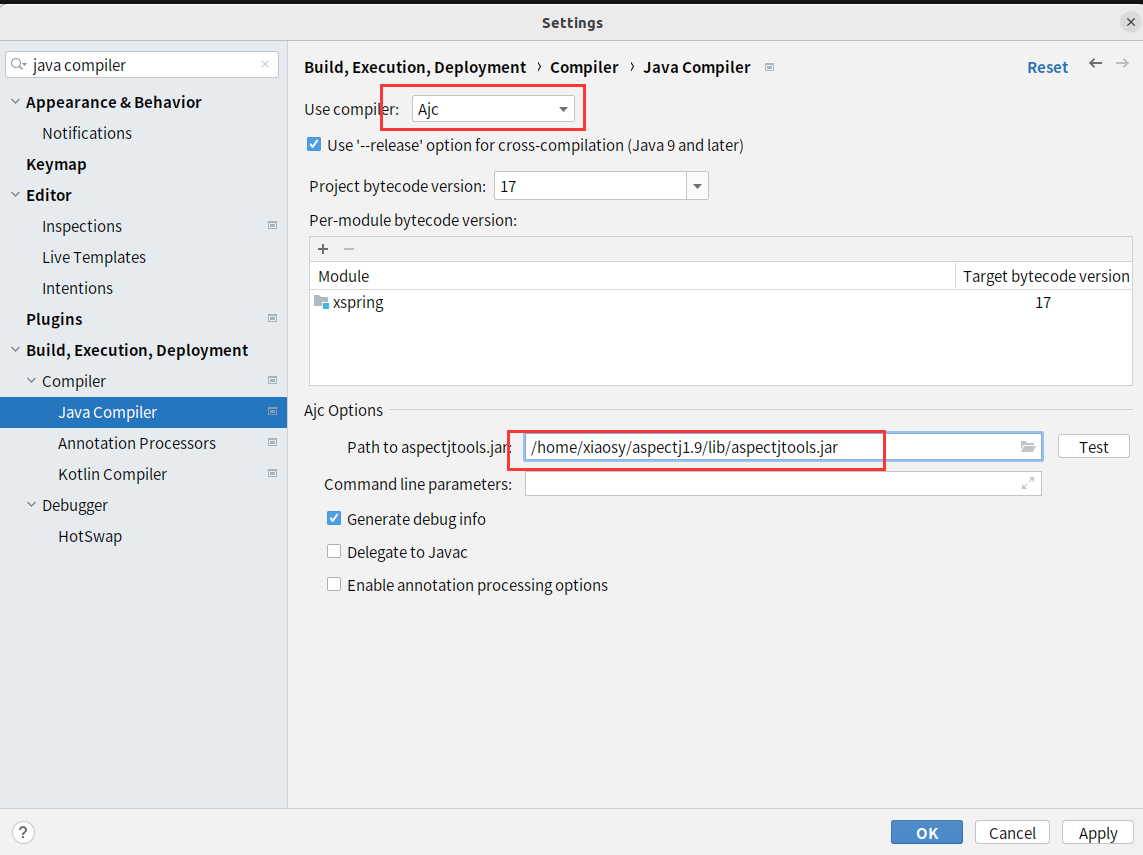 Settings
java compiler
Appearance & Behavior
Notifications
Keymap
Editor
Inspections
Live Templates
Intentions
Plugins
Build, Execution, Deployment
Compiler
Java Compiler
Annotation Processors
Kotlin Compiler
Debugger
HotSwap
Build, Execution, Deployment › Compiler › Java Compiler
Reset
Use compiler: Ajc
Use '--release' option for cross-compilation (Java 9 and later)
Project bytecode version: 17
Per-module bytecode version:
Module Target bytecode version
xspring 17
Ajc Options
Path to aspectjtools.jar: /home/xiaosy/aspectj1.9/lib/aspectjtools.jar Test
Command line parameters:
Generate debug info
Delegate to Javac
Enable annotation processing options
? OK Cancel Apply